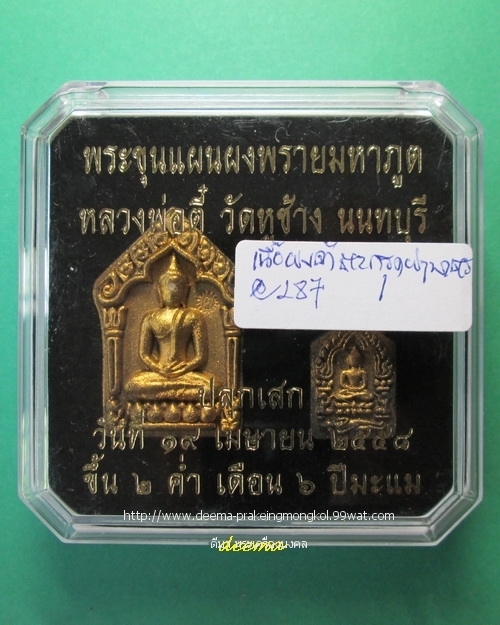 พระขุนแผนผงพรายมหาภูต
หลวงพ่อตี๋ วัดหูช้าง นนทบุรี
287
ปลุกเสก
วันที่ ๑๙ เมษายน ๒๕๕๘
ขึ้น ๒ ค่ำ เดือน ๖ ปีมะแม
http://www.deema-prakeingmongkol.99wat.com/
deema